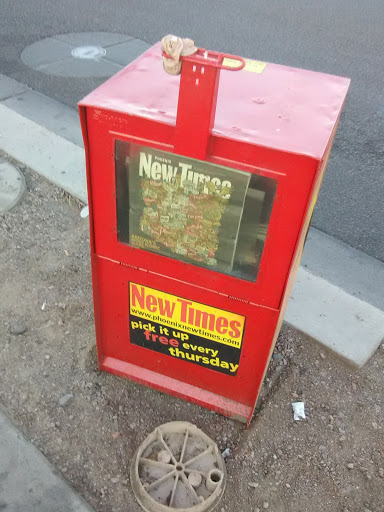 Phoenix
New Times
New Times
www.phoenixnewtimes.com
pick it up
free every
thursday